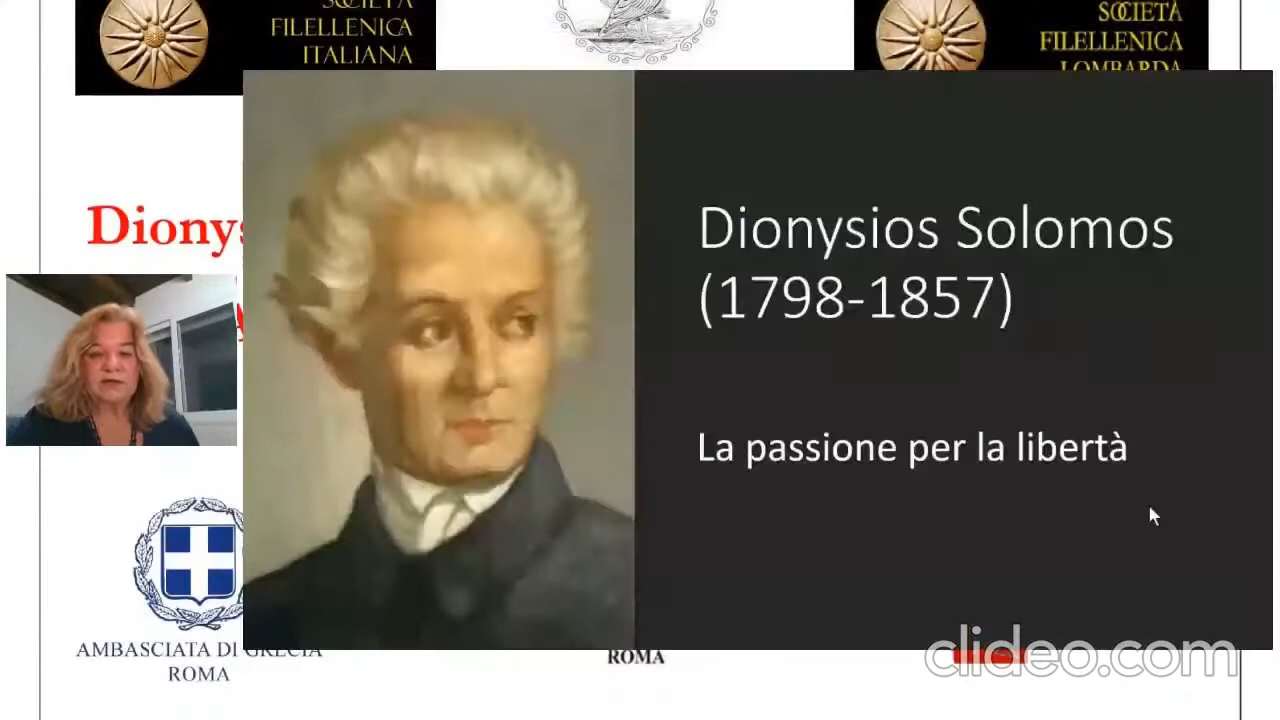 SOCIETÀ
FILELLENICA
ITALIANA
SOCIETÀ
FILELLENICA
LOMBARDA
Dionysios Solomos
(1798-1857)
La passione per la libertà
AMBASCIATA DI GRECIA
ROMA
ROMA
clideo.com